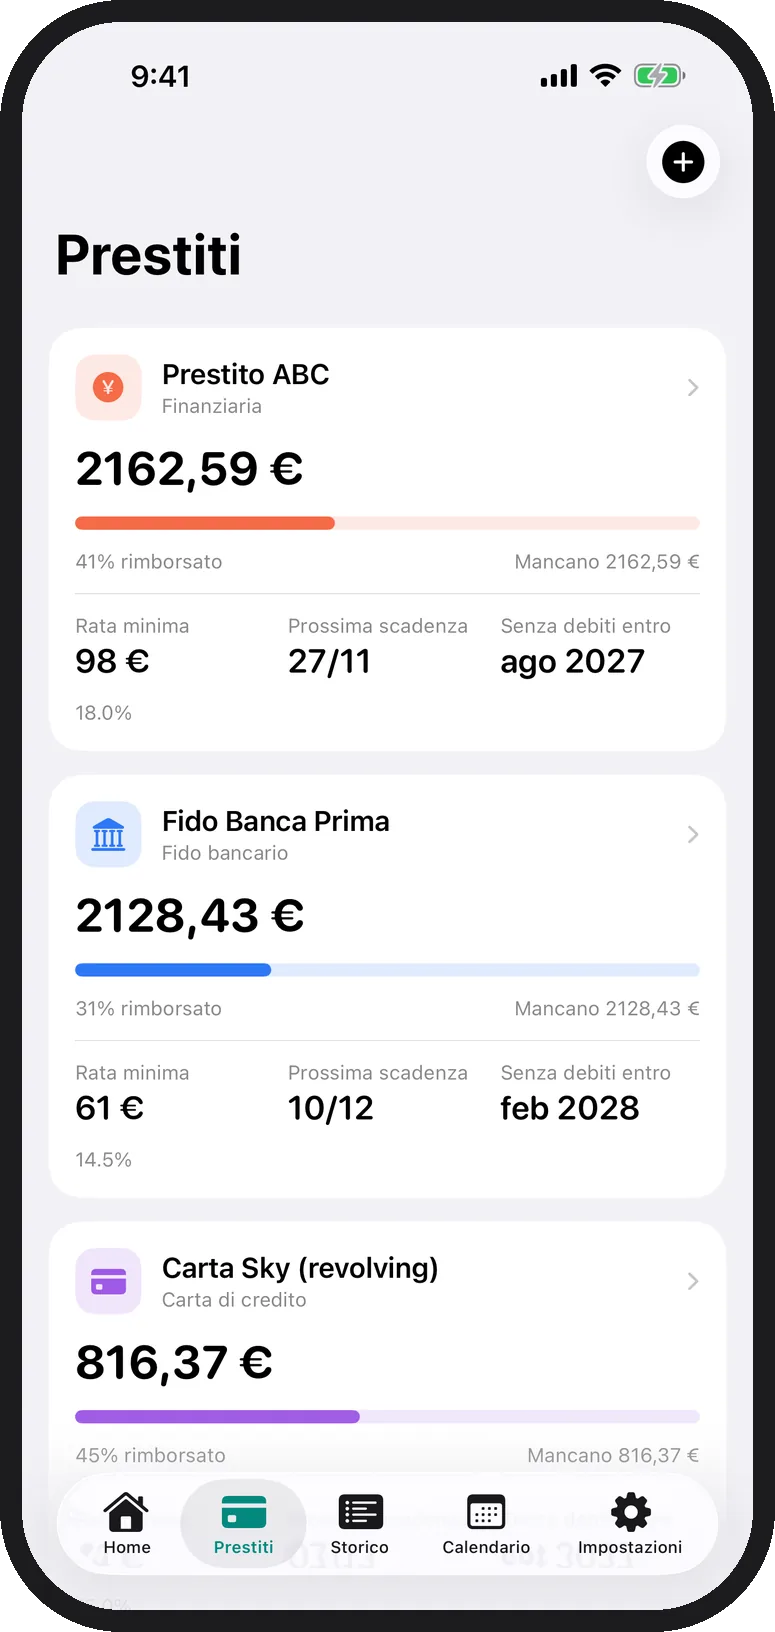 9:41
Prestiti
¥
Prestito ABC
Finanziaria
2162,59 €
41% rimborsato
Mancano 2162,59 €
Rata minima
Prossima scadenza
Senza debiti entro
98 €
27/11
ago 2027
18.0%
Fido Banca Prima
Fido bancario
2128,43 €
31% rimborsato
Mancano 2128,43 €
Rata minima
Prossima scadenza
Senza debiti entro
61 €
10/12
feb 2028
14.5%
Carta Sky (revolving)
Carta di credito
816,37 €
45% rimborsato
Mancano 816,37 €
Home
Prestiti
Storico
Calendario
Impostazioni